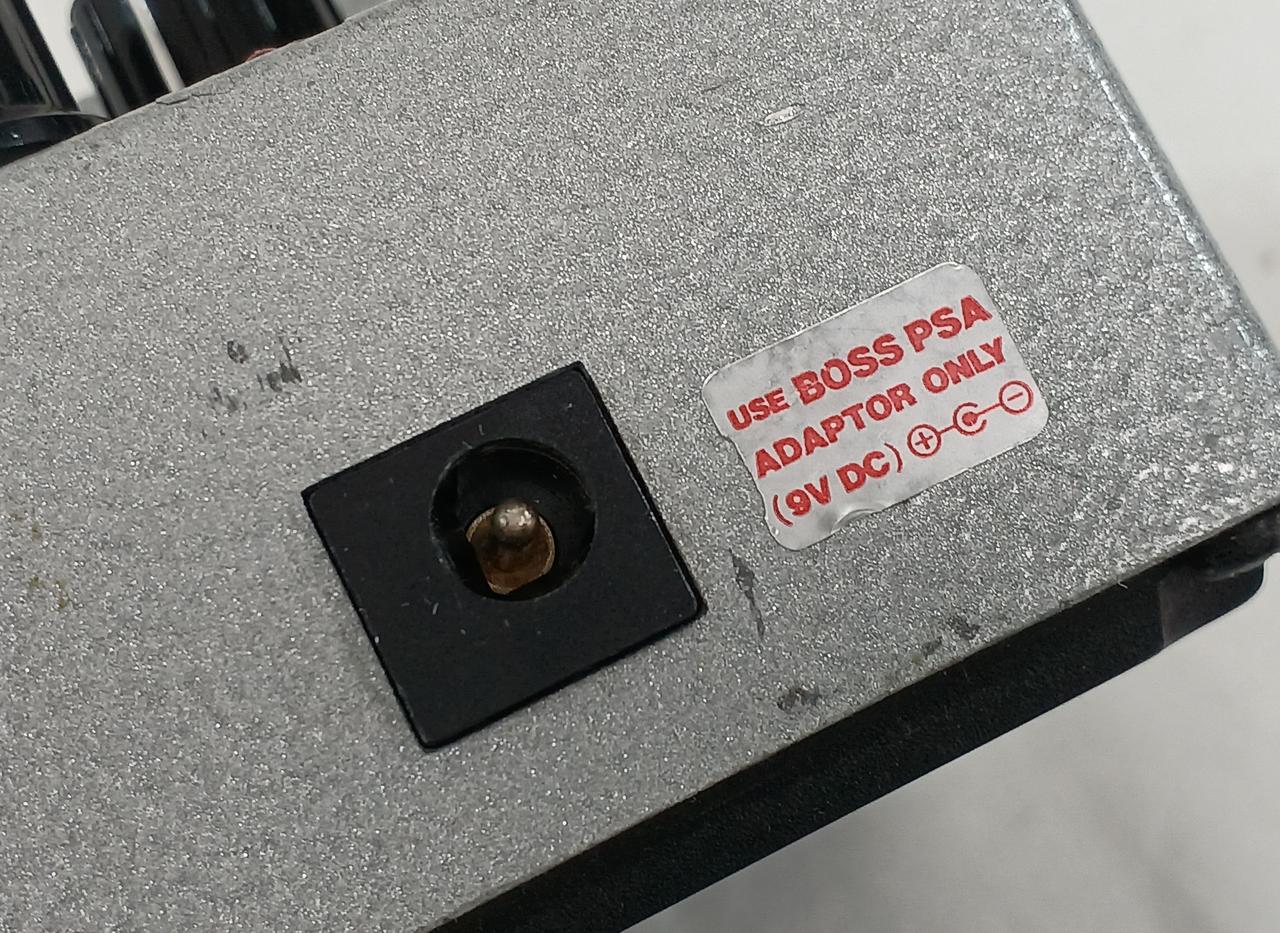 USE BOSS PSA
ADAPTOR ONLY
(9V DC) + -